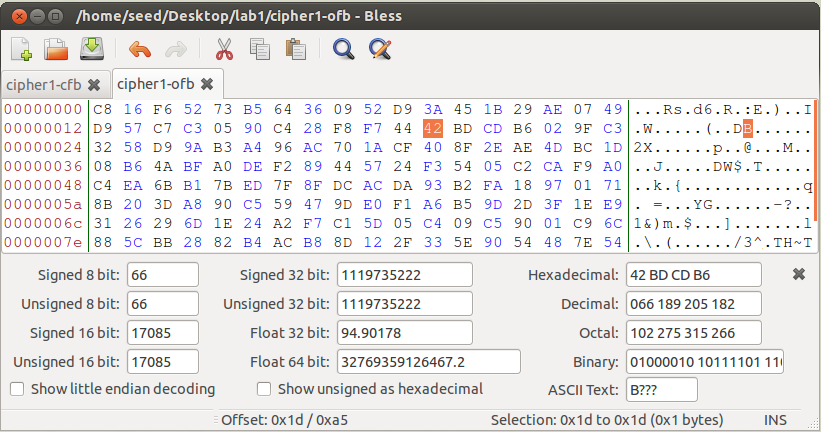 /home/seed/Desktop/lab1/cipher1-ofb - Bless
cipher1-cfb cipher1-ofb
00000000 C8 16 F6 52 73 B5 64 36 09 52 D9 3A 45 1B 29 AE 07 49 ...Rs.d6.R.:E.)..I
00000012 D9 57 C7 C3 05 90 C4 28 F8 F7 44 42 BD CD B6 02 9F C3 .W.....(..DB......
00000024 32 58 D9 99 AB A3 A4 96 AC 70 1A CF 40 8F 2E AE 4D BC 1D 2X.......p..@...M..
00000036 08 B6 4A BF A0 DE F2 89 44 57 24 F3 54 05 C2 CA F9 A0 ..J.....DW$.T.....
00000048 C4 EA 6B B1 7B ED 7F 8F DC AC DA 93 B2 FA 18 97 01 71 ..k.{............q
0000005a 8B 20 3D A8 90 C5 59 47 9D E0 F1 A6 B5 9D 2D 3F 1E E9 . =...YG......-?..
0000006c 31 26 29 6D 1E 24 A2 F7 C1 5D 05 C4 09 C5 90 01 C9 6C 1&)m.$...].......l
0000007e 88 5C BB 28 82 B4 AC B8 8D 12 2F 33 5E 90 54 48 7E 54 .\.(....../3^.TH~T
Signed 8 bit: 66 Signed 32 bit: 1119735222 Hexadecimal: 42 BD CD B6
Unsigned 8 bit: 66 Unsigned 32 bit: 1119735222 Decimal: 066 189 205 182
Signed 16 bit: 17085 Float 32 bit: 94.90178 Octal: 102 275 315 266
Unsigned 16 bit: 17085 Float 64 bit: 32769359126467.2 Binary: 01000010 10111101 11
Show little endian decoding Show unsigned as hexadecimal ASCII Text: B???
Offset: 0x1d / 0xa5 Selection: 0x1d to 0x1d (0x1 bytes) INS